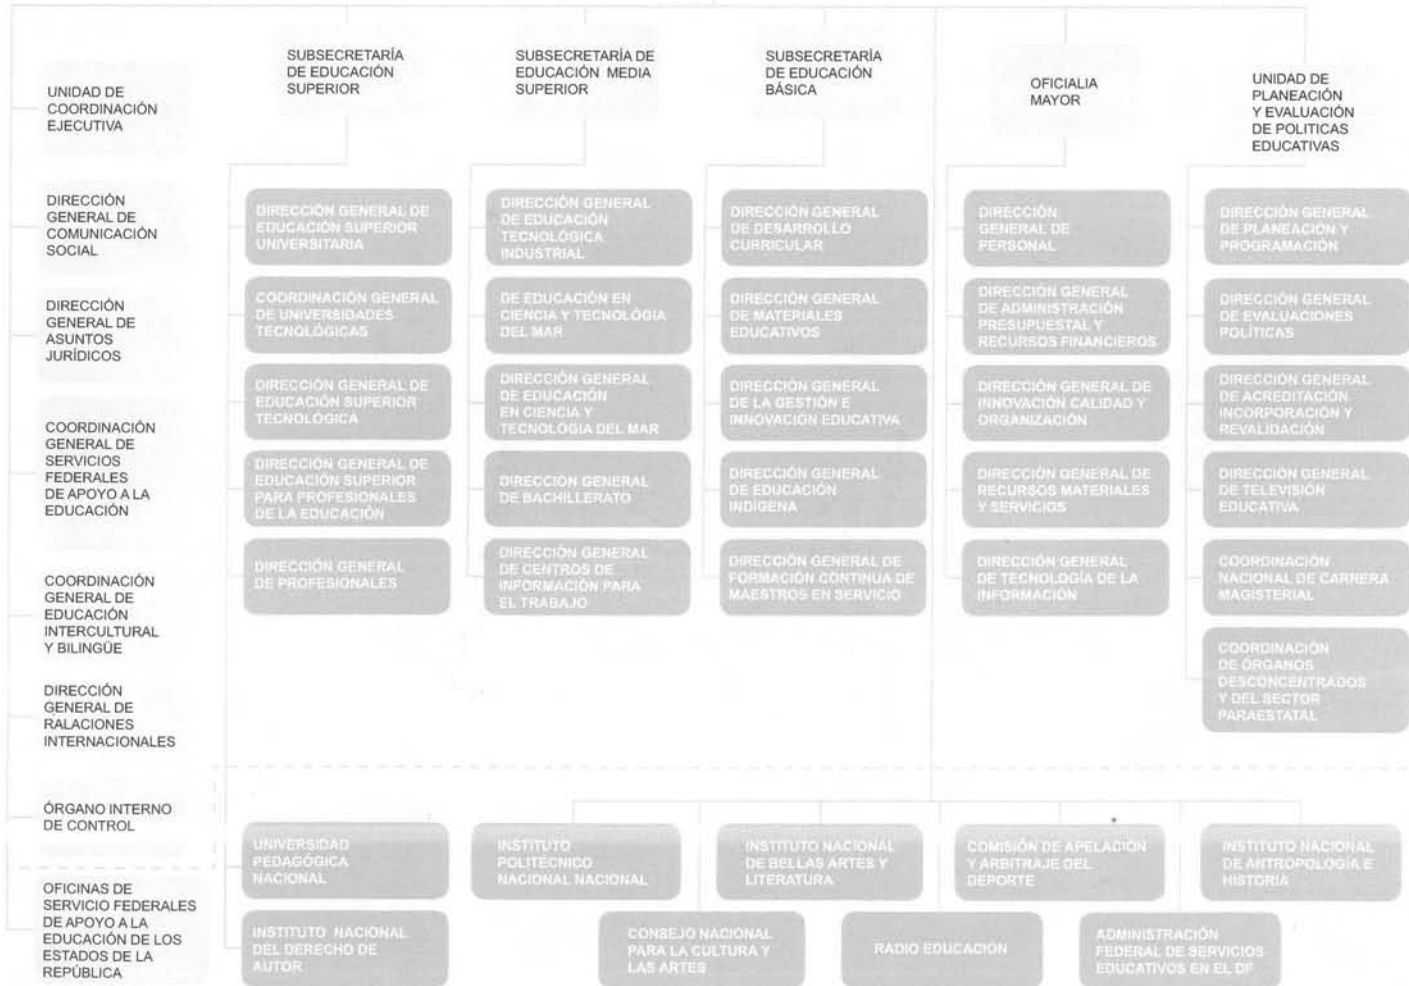 UNIDAD DE
COORDINACIÓN
EJECUTIVA
DIRECCIÓN
GENERAL DE
COMUNICACIÓN
SOCIAL
DIRECCIÓN
GENERAL DE
ASUNTOS
JURÍDICOS
COORDINACIÓN
GENERAL DE
SERVICIOS
FEDERALES
DE APOYO A LA
EDUCACIÓN
COORDINACIÓN
GENERAL DE
EDUCACIÓN
INTERCULTURAL
Y BILINGÜE
DIRECCIÓN
GENERAL DE
RALACIONES
INTERNACIONALES
ÓRGANO INTERNO
DE CONTROL
OFICINAS DE
SERVICIO FEDERALES
DE APOYO A LA
EDUCACIÓN DE LOS
ESTADOS DE LA
REPÚBLICA
SUBSECRETARÍA
DE EDUCACIÓN
SUPERIOR
DIRECCIÓN GENERAL DE
EDUCACIÓN SUPERIOR
UNIVERSITARIA
COORDINACIÓN GENERAL
DE UNIVERSIDADES
TECNOLÓGICAS
DIRECCIÓN GENERAL DE
EDUCACIÓN SUPERIOR
TECNOLÓGICA
DIRECCIÓN GENERAL DE
EDUCACIÓN SUPERIOR
PARA PROFESIONALES
DE LA EDUCACIÓN
DIRECCIÓN GENERAL
DE PROFESIONALES
SUBSECRETARÍA DE
EDUCACIÓN MEDIA
SUPERIOR
DIRECCIÓN GENERAL
DE EDUCACIÓN
TECNOLÓGICA
INDUSTRIAL
DE EDUCACIÓN EN
CIENCIA Y TECNOLÓGIA
DEL MAR
DIRECCIÓN GENERAL
DE EDUCACIÓN
EN CIENCIA Y
TECNOLOGIA DEL MAR
DIRECCIÓN GENERAL
DE BACHILLERATO
DIRECCIÓN GENERAL
DE CENTROS DE
INFORMACIÓN PARA
EL TRABAJO
SUBSECRETARÍA
DE EDUCACIÓN
BÁSICA
DIRECCIÓN GENERAL
DE DESARROLLO
CURRICULAR
DIRECCIÓN GENERAL
DE MATERIALES
EDUCATIVOS
DIRECCIÓN GENERAL
DE LA GESTIÓN E
INNOVACIÓN EDUCATIVA
DIRECCIÓN GENERAL
DE EDUCACIÓN
INDÍGENA
DIRECCIÓN GENERAL DE
FORMACIÓN CONTINUA DE
MAESTROS EN SERVICIO
OFICIALIA
MAYOR
DIRECCIÓN
GENERAL DE
PERSONAL
DIRECCIÓN GENERAL
DE ADMINISTRACIÓN
PRESUPUESTAL Y
RECURSOS FINANCIEROS
DIRECCIÓN GENERAL DE
INNOVACIÓN CALIDAD Y
ORGANIZACIÓN
DIRECCIÓN GENERAL DE
RECURSOS MATERIALES
Y SERVICIOS
DIRECCIÓN GENERAL
DE TECNOLOGÍA DE LA
INFORMACIÓN
UNIDAD DE
PLANEACIÓN
Y EVALUACIÓN
DE POLITICAS
EDUCATIVAS
DIRECCIÓN GENERAL
DE PLANEACIÓN Y
PROGRAMACIÓN
DIRECCIÓN GENERAL
DE EVALUACIONES
POLÍTICAS
DIRECCIÓN GENERAL
DE ACREDITACIÓN
INCORPORACIÓN Y
REVALIDACIÓN
DIRECCIÓN GENERAL
DE TELEVISIÓN
EDUCATIVA
COORDINACIÓN
NACIONAL DE CARRERA
MAGISTERIAL
COORDINACIÓN
DE ÓRGANOS
DESCONCENTRADOS
Y DEL SECTOR
PARAESTATAL
UNIVERSIDAD
PEDAGÓGICA
NACIONAL
INSTITUTO NACIONAL
DEL DERECHO DE
AUTOR
INSTITUTO
POLITÉCNICO
NACIONAL NACIONAL
INSTITUTO NACIONAL
DE BELLAS ARTES Y
LITERATURA
COMISIÓN DE APELACIÓN
Y ARBITRAJE DEL
DEPORTE
INSTITUTO NACIONAL
DE ANTROPOLOGÍA E
HISTORIA
CONSEJO NACIONAL
PARA LA CULTURA Y
LAS ARTES
RADIO EDUCACIÓN
ADMINISTRACIÓN
FEDERAL DE SERVICIOS
EDUCATIVOS EN EL DF